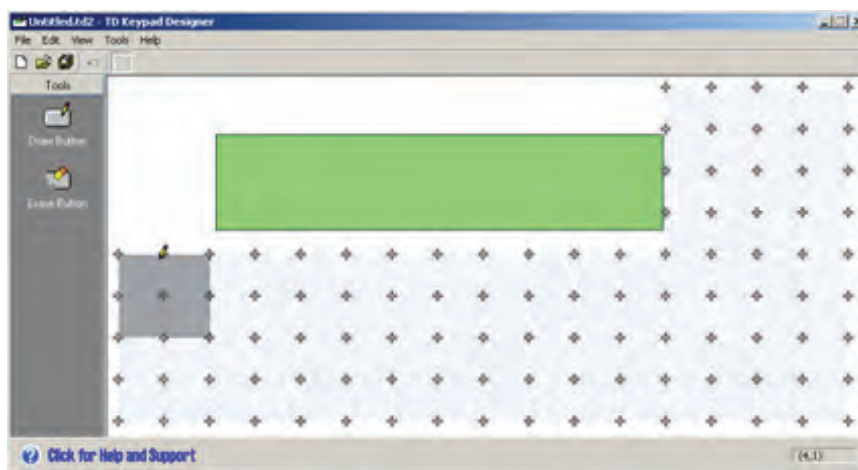 Untitled.td2 - TD Keypad Designer
File Edit View Tools Help
Tools
Draw Button
Erase Button
Click for Help and Support
(4,1)